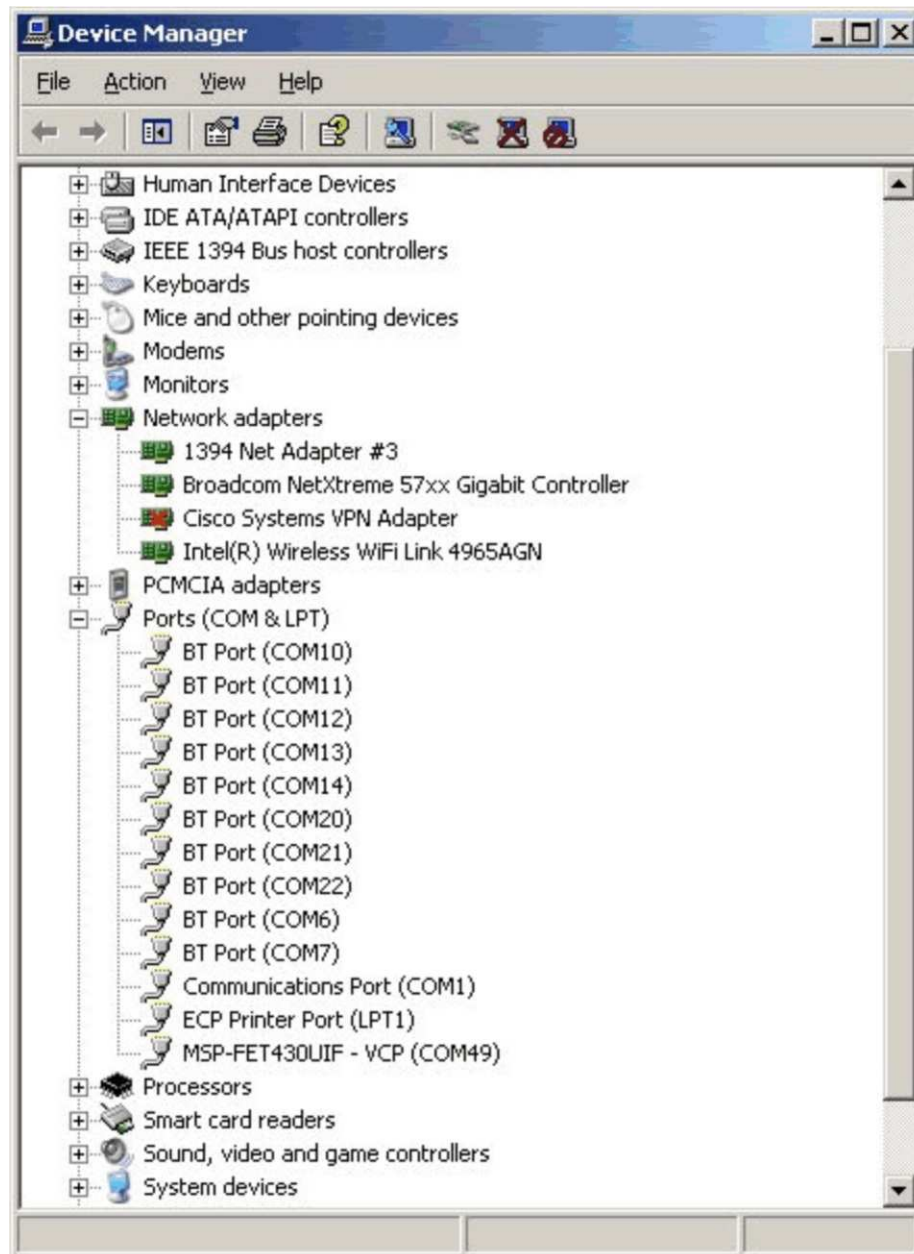 Device Manager
File Action View Help
Human Interface Devices
IDE ATA/ATAPI controllers
IEEE 1394 Bus host controllers
Keyboards
Mice and other pointing devices
Modems
Monitors
Network adapters
1394 Net Adapter #3
Broadcom NetXtreme 57xx Gigabit Controller
Cisco Systems VPN Adapter
Intel(R) Wireless WiFi Link 4965AGN
PCMCIA adapters
Ports (COM & LPT)
BT Port (COM10)
BT Port (COM11)
BT Port (COM12)
BT Port (COM13)
BT Port (COM14)
BT Port (COM20)
BT Port (COM21)
BT Port (COM22)
BT Port (COM6)
BT Port (COM7)
Communications Port (COM1)
ECP Printer Port (LPT1)
MSP-FET430UIF - VCP (COM49)
Processors
Smart card readers
Sound, video and game controllers
System devices